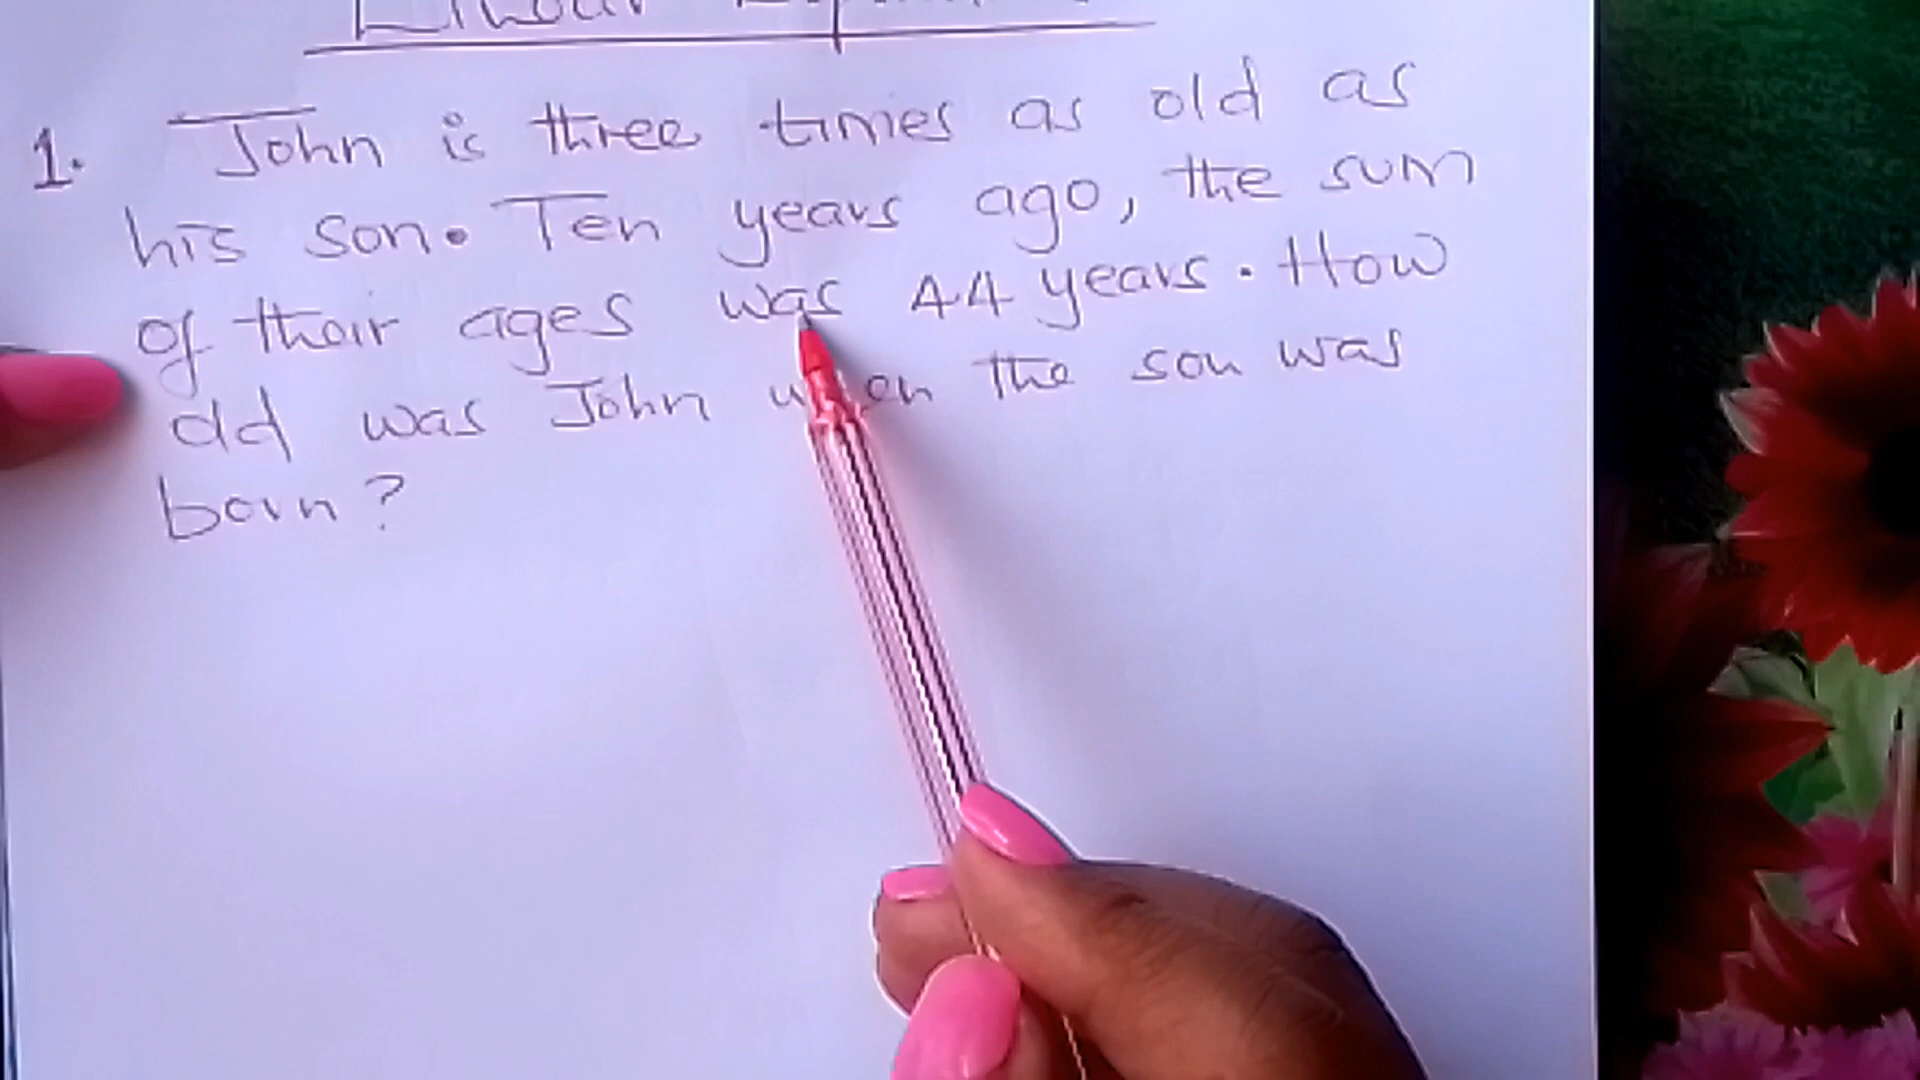 1. John is three times as old as
his son. Ten years ago, the sum
of their ages was 44 years. How
old was John when the son was
born?